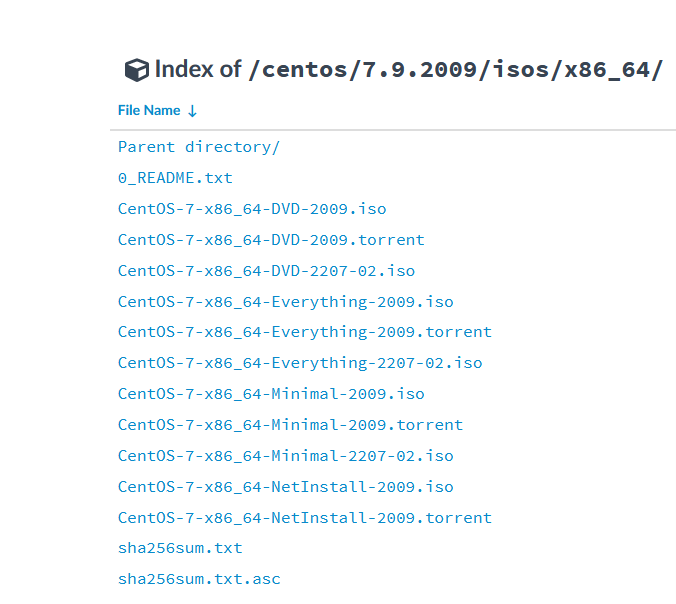 Index of /centos/7.9.2009/isos/x86_64/
File Name ↓
Parent directory/
0_README.txt
CentOS-7-x86_64-DVD-2009.iso
CentOS-7-x86_64-DVD-2009.torrent
CentOS-7-x86_64-DVD-2207-02.iso
CentOS-7-x86_64-Everything-2009.iso
CentOS-7-x86_64-Everything-2009.torrent
CentOS-7-x86_64-Everything-2207-02.iso
CentOS-7-x86_64-Minimal-2009.iso
CentOS-7-x86_64-Minimal-2009.torrent
CentOS-7-x86_64-Minimal-2207-02.iso
CentOS-7-x86_64-NetInstall-2009.iso
CentOS-7-x86_64-NetInstall-2009.torrent
sha256sum.txt
sha256sum.txt.asc